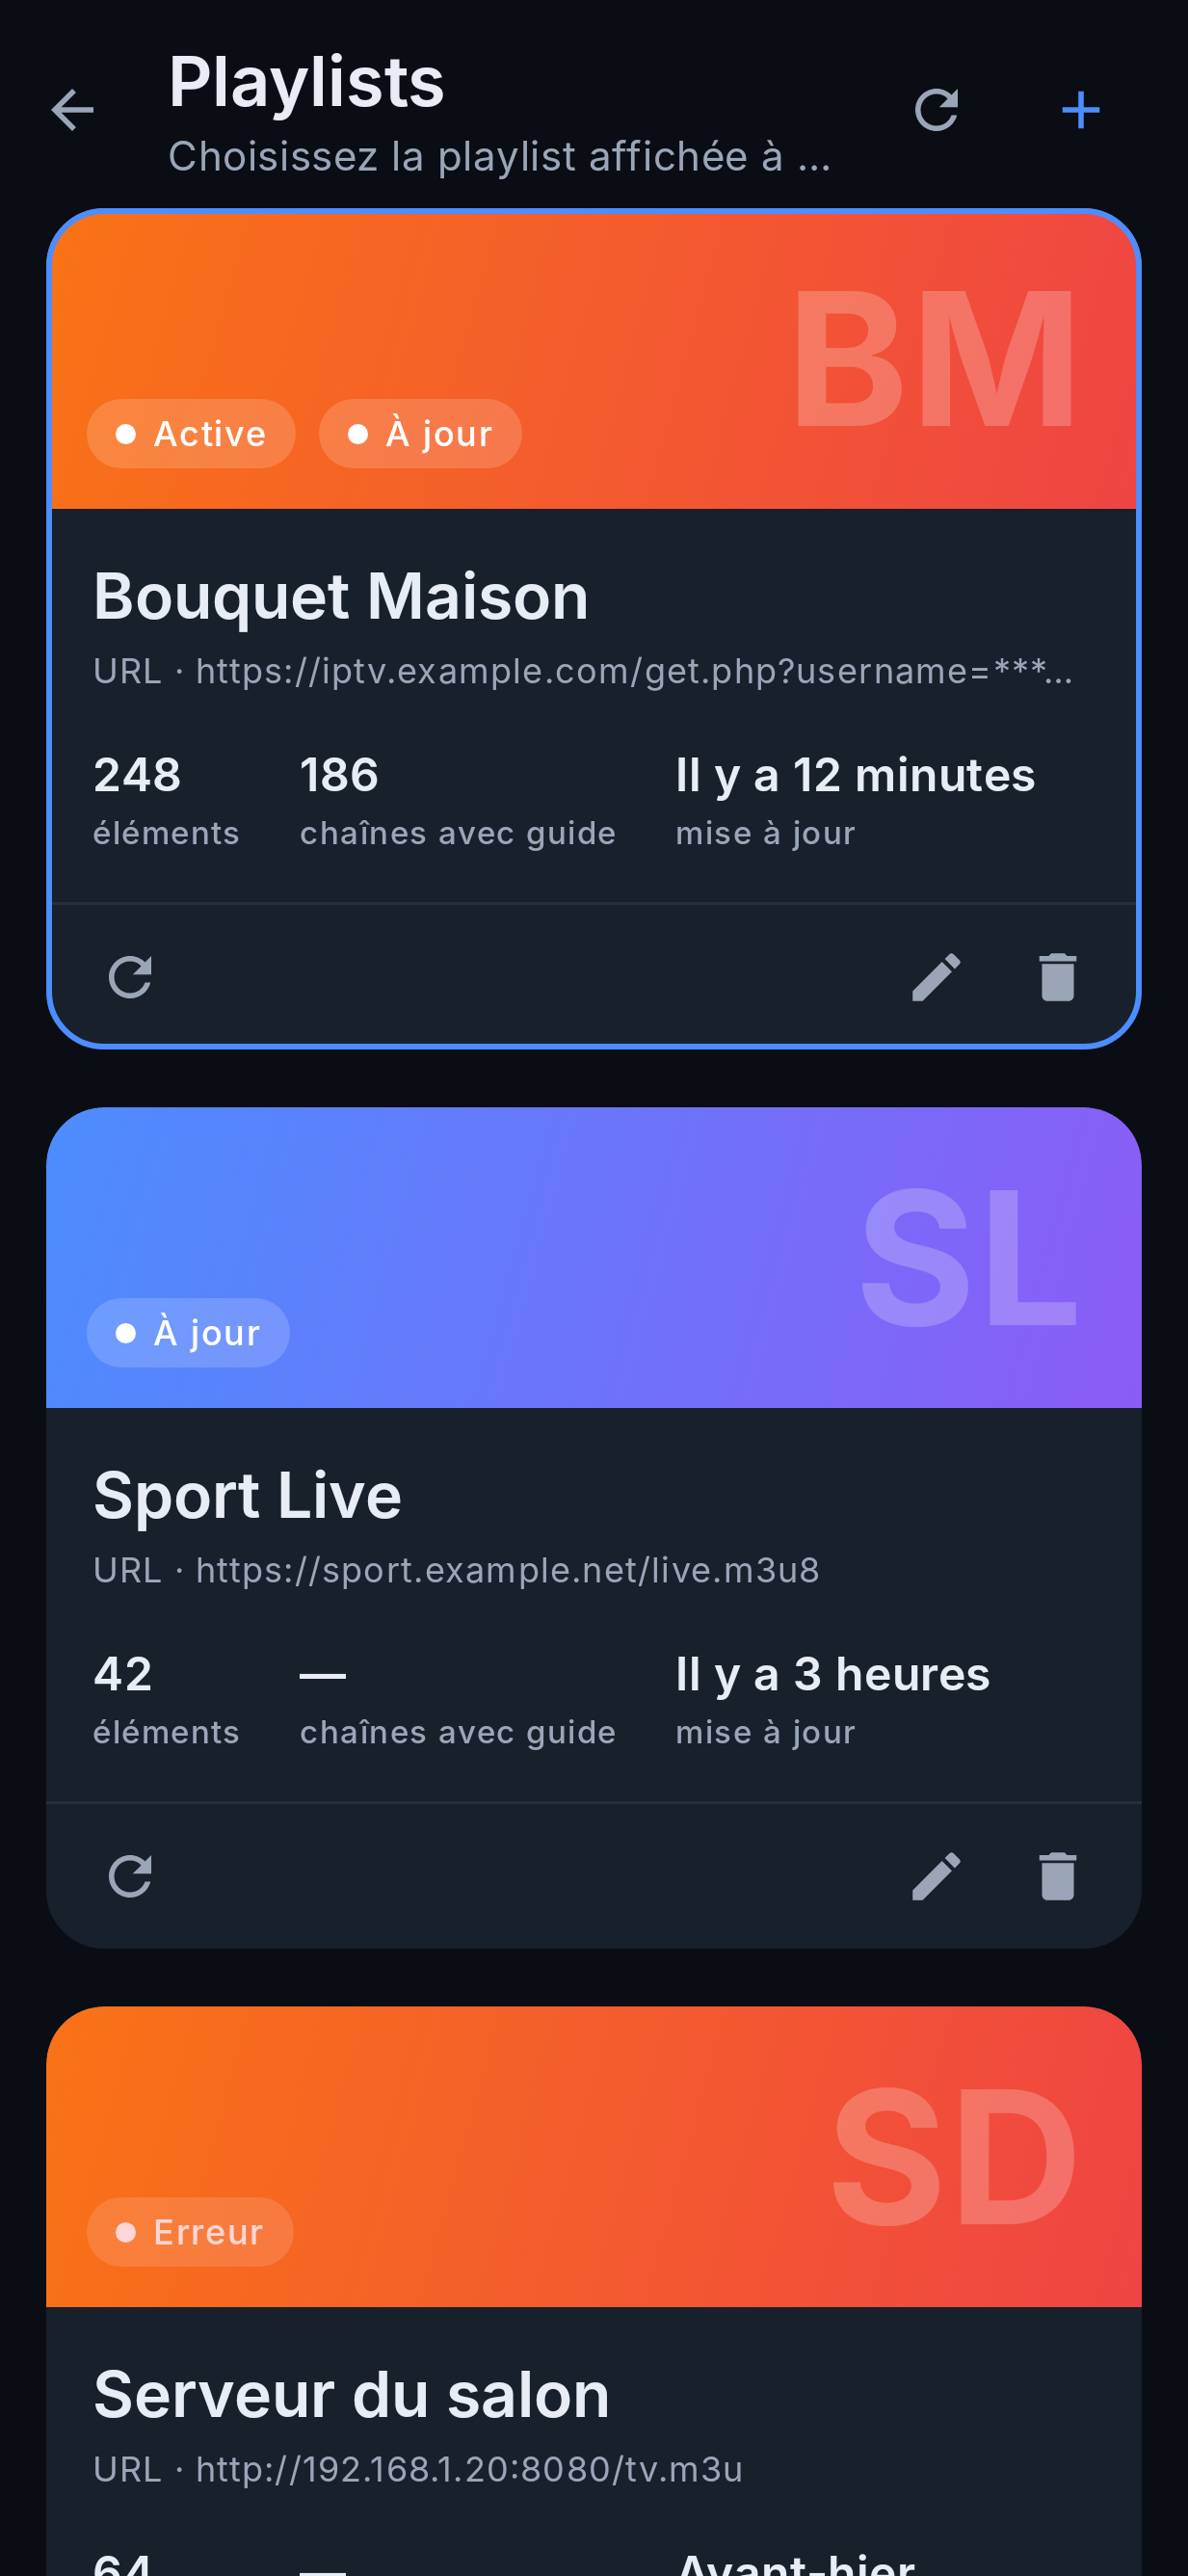 Playlists
Choisissez la playlist affichée à ...
BM
Active À jour
Bouquet Maison
URL · https://iptv.example.com/get.php?username=***...
248 186 Il y a 12 minutes
éléments chaînes avec guide mise à jour
SL
À jour
Sport Live
URL · https://sport.example.net/live.m3u8
42 — Il y a 3 heures
éléments chaînes avec guide mise à jour
SD
Erreur
Serveur du salon
URL · http://192.168.1.20:8080/tv.m3u
64 — Avant-hier